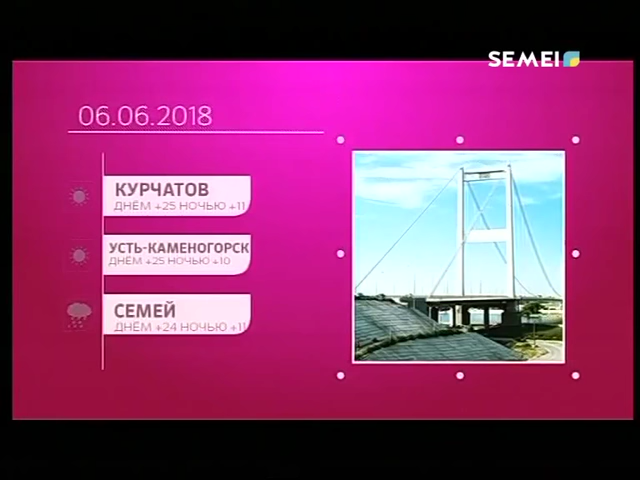 SEMEI
06.06.2018
КУРЧАТОВ
ДНЁМ +25 НОЧЬЮ +11
УСТЬ-КАМЕНОГОРСК
ДНЁМ +25 НОЧЬЮ +10
СЕМЕЙ
ДНЁМ +24 НОЧЬЮ +11